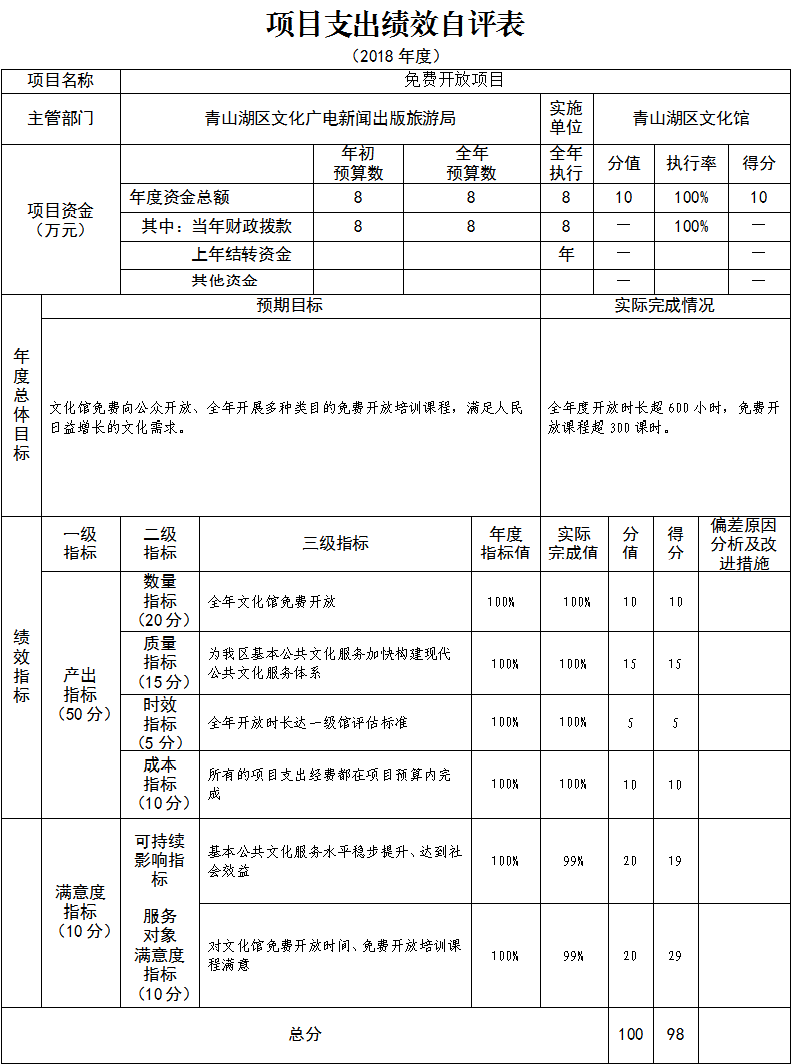 项目支出绩效自评表
（2018 年度）
项目名称
免费开放项目
主管部门
青山湖区文化广电新闻出版旅游局
实施
单位
青山湖区文化馆
项目资金
（万元）
年初
预算数
全年
预算数
全年
执行
分值
执行率
得分
年度资金总额
8
8
8
10
100%
10
其中：当年财政拨款
8
8
8
—
100%
—
上年结转资金
年
—
—
其他资金
—
—
年度总体目标
预期目标
实际完成情况
文化馆免费向公众开放、全年开展多种类目的免费开放培训课程，满足人民
日益增长的文化需求。
全年度开放时长超 600 小时，免费开
放课程超 300 课时。
绩效指标
一级
指标
二级
指标
三级指标
年度
指标值
实际
完成值
分
值
得
分
偏差原因
分析及改
进措施
产出
指标
（50 分）
数量
指标
（20 分）
全年文化馆免费开放
100%
100%
10
10
质量
指标
（15 分）
为我区基本公共文化服务加快构建现代
公共文化服务体系
100%
100%
15
15
时效
指标
（5 分）
全年开放时长达一级馆评估标准
100%
100%
5
5
成本
指标
（10 分）
所有的项目支出经费都在项目预算内完
成
100%
100%
10
10
满意度
指标
（10 分）
可持续
影响指
标
基本公共文化服务水平稳步提升、达到社
会效益
100%
99%
20
19
服务
对象
满意度
指标
（10 分）
对文化馆免费开放时间、免费开放培训课
程满意
100%
99%
20
29
总分
100
98